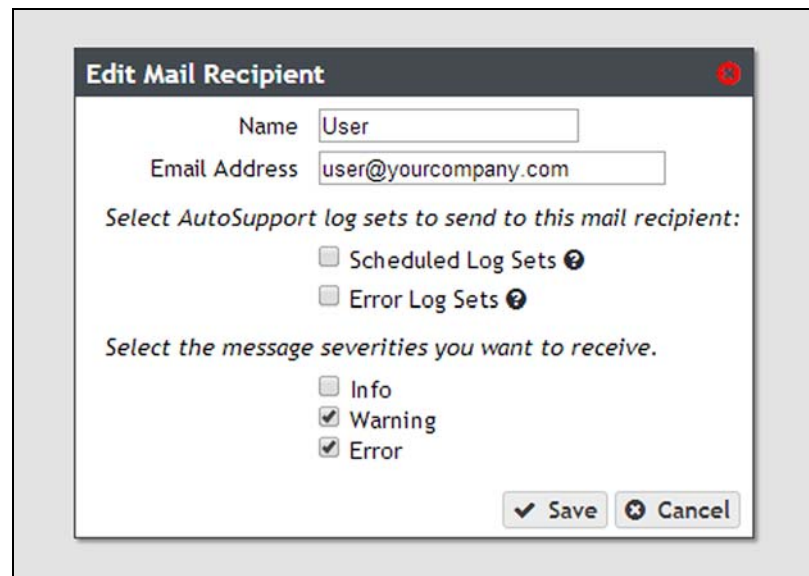 Edit Mail Recipient
Name User
Email Address user@yourcompany.com
Select AutoSupport log sets to send to this mail recipient:
Scheduled Log Sets
Error Log Sets
Select the message severities you want to receive.
Info
Warning
Error
Save Cancel